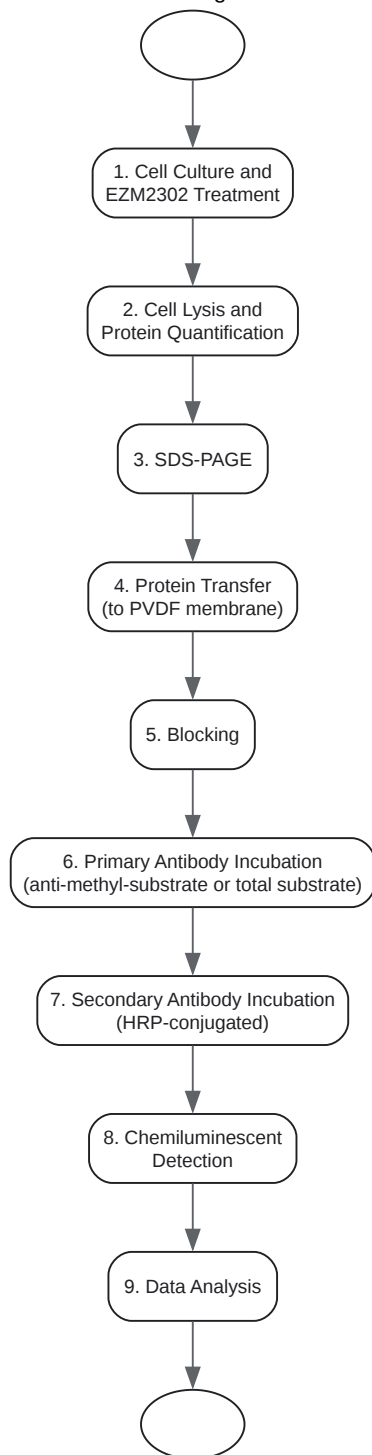 1. Cell Culture and
EZM2302 Treatment
2. Cell Lysis and
Protein Quantification
3. SDS-PAGE
4. Protein Transfer
(to PVDF membrane)
5. Blocking
6. Primary Antibody Incubation
(anti-methyl-substrate or total substrate)
7. Secondary Antibody Incubation
(HRP-conjugated)
8. Chemiluminescent
Detection
9. Data Analysis